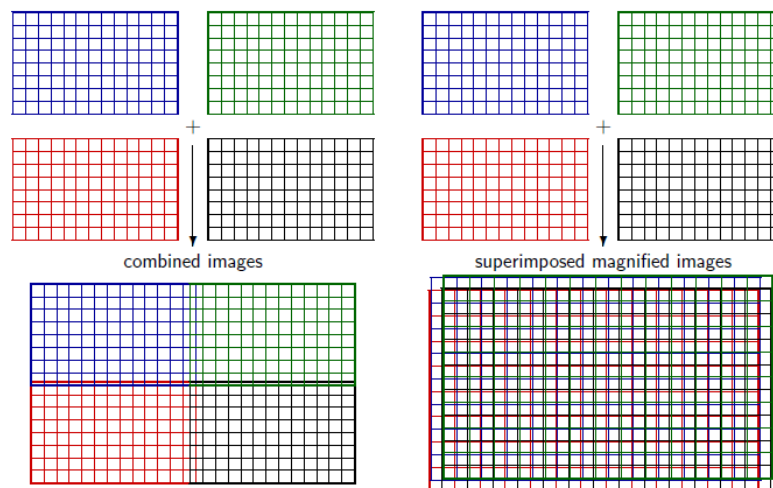 +
+
combined images
superimposed magnified images